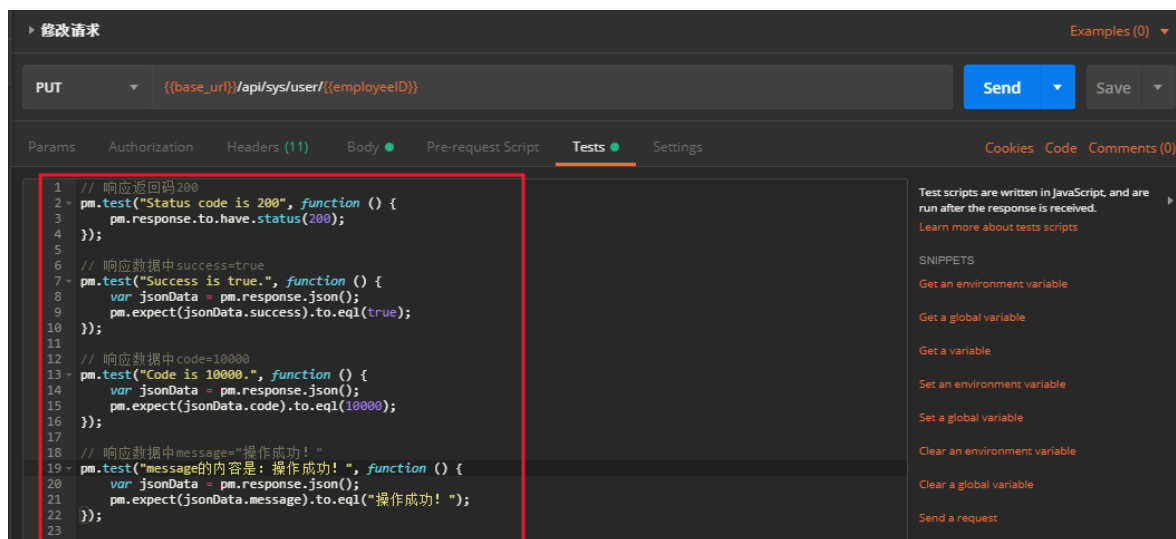 修改请求
Examples (0)
PUT
{{base_url}}/api/sys/user/{{employeeID}}
Send
Save
Params Authorization Headers (11) Body Pre-request Script Tests Settings
Cookies Code Comments (0)
1 // 响应返回码200
2 pm.test("Status code is 200", function () {
3 pm.response.to.have.status(200);
4 });
5
6 // 响应数据中success=true
7 pm.test("Success is true.", function () {
8 var jsonData = pm.response.json();
9 pm.expect(jsonData.success).to.eql(true);
10 });
11
12 // 响应数据中code=10000
13 pm.test("Code is 10000.", function () {
14 var jsonData = pm.response.json();
15 pm.expect(jsonData.code).to.eql(10000);
16 });
17
18 // 响应数据中message="操作成功！"
19 pm.test("message的内容是：操作成功！", function () {
20 var jsonData = pm.response.json();
21 pm.expect(jsonData.message).to.eql("操作成功！");
22 });
23
Test scripts are written in JavaScript, and are
run after the response is received.
Learn more about tests scripts
SNIPPETS
Get an environment variable
Get a global variable
Get a variable
Set an environment variable
Set a global variable
Clear an environment variable
Clear a global variable
Send a request